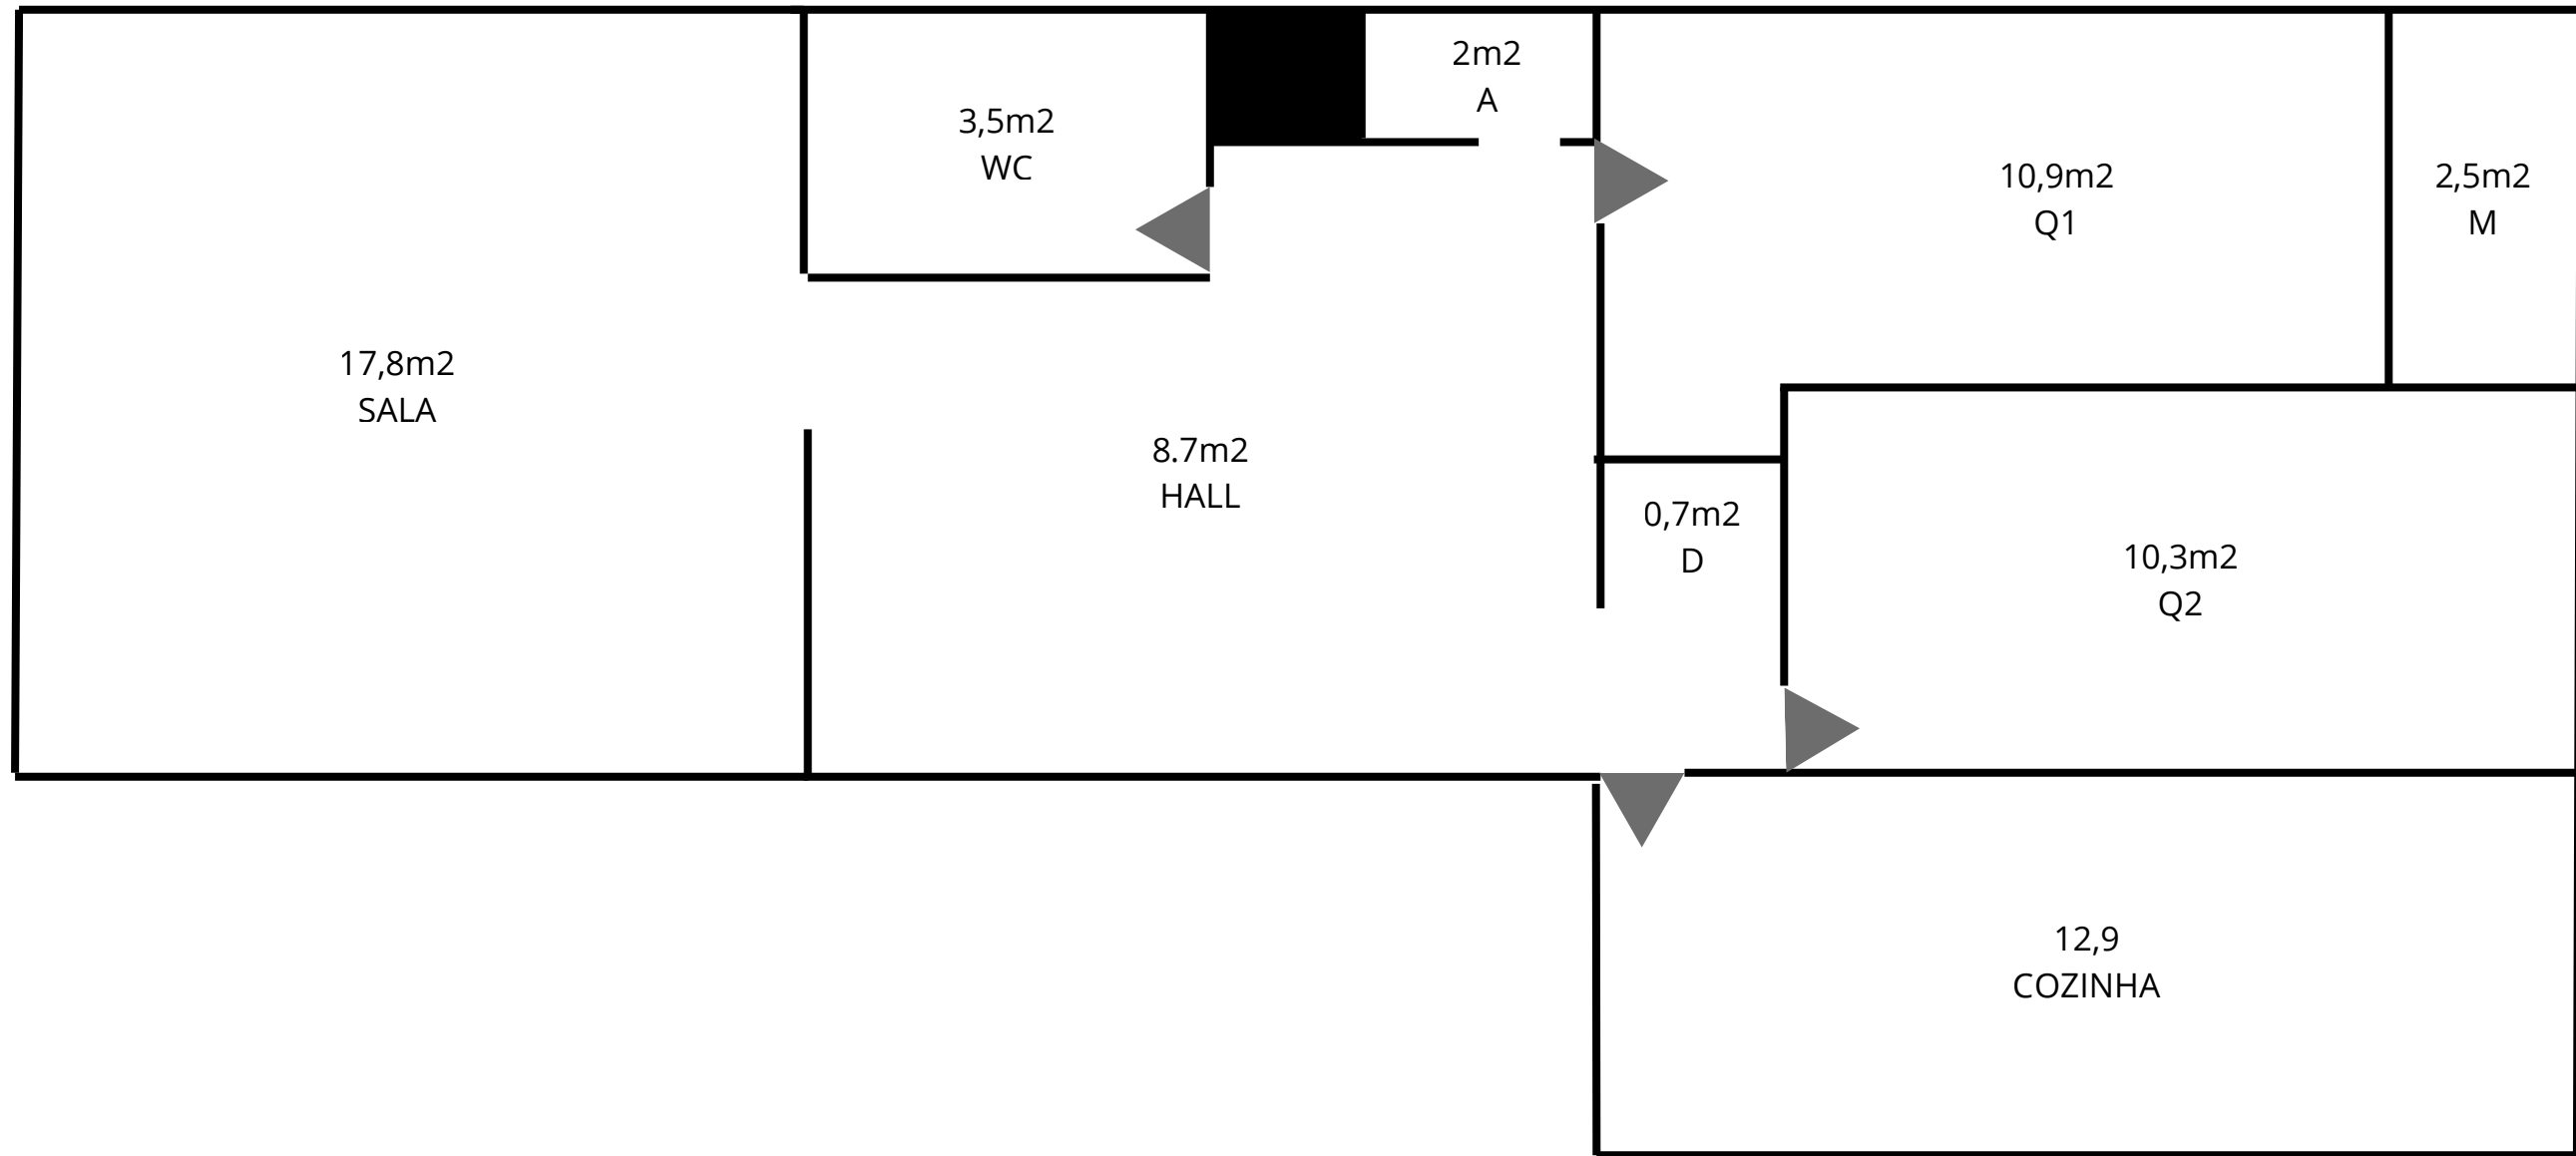 2m2
A
3,5m2
WC
10,9m2
Q1
2,5m2
M
17,8m2
SALA
8.7m2
HALL
0,7m2
D
10,3m2
Q2
12,9
COZINHA